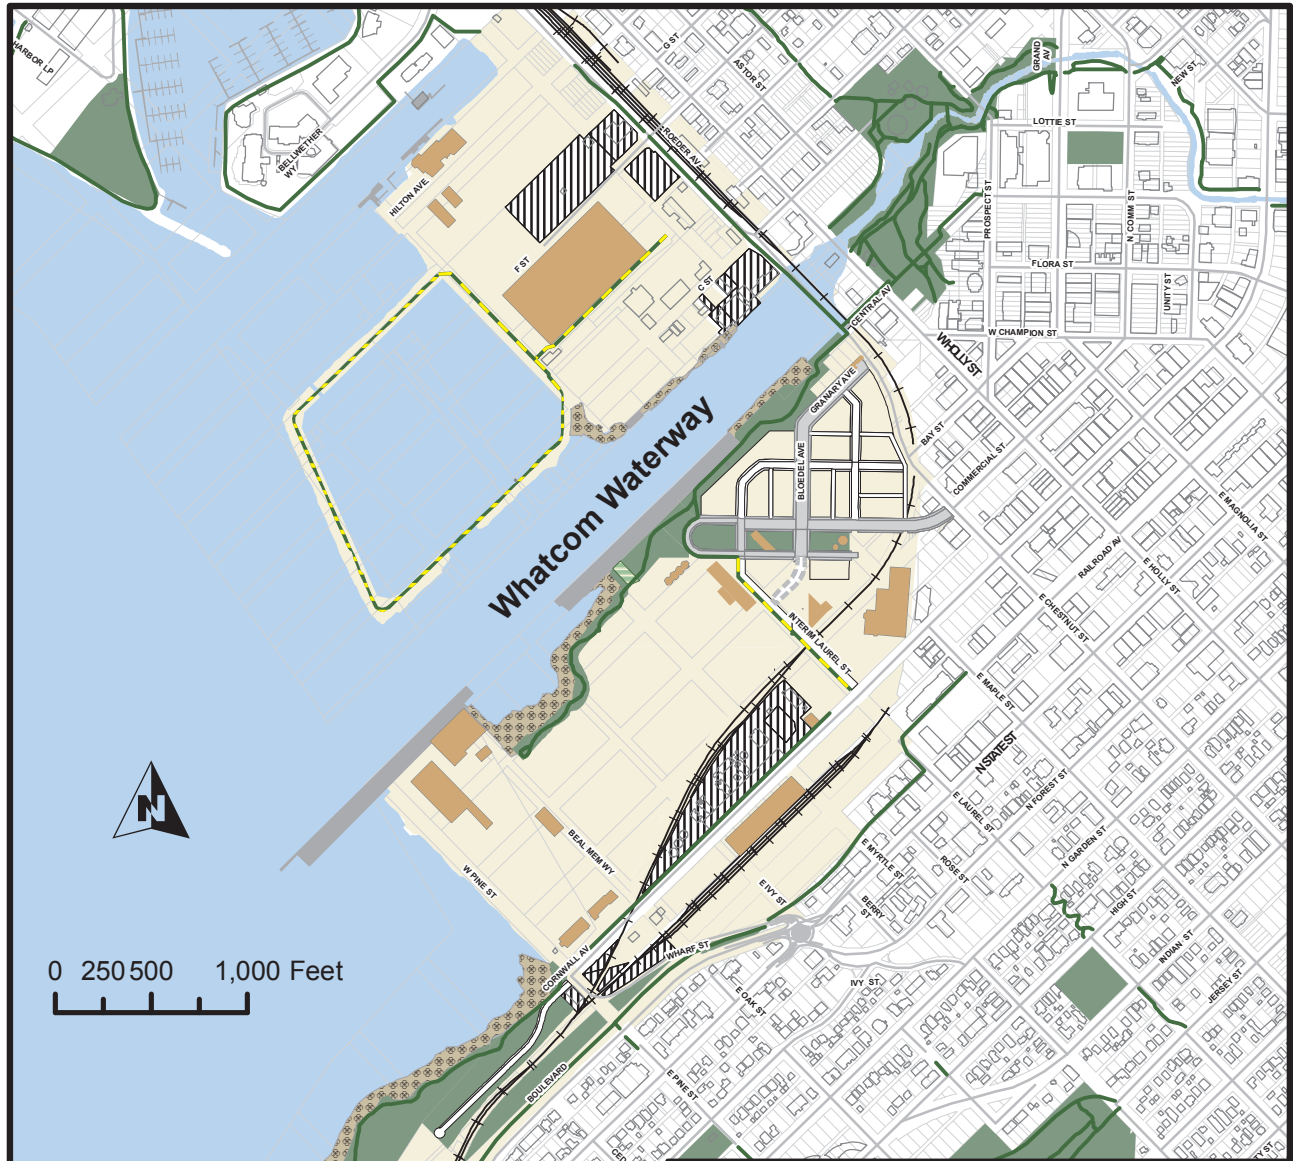 HARBOR LP
G ST
ASTOR ST
GRAND
AV
NEW ST
LOTTIE ST
BELLWETHER
WY
ROEDER AV
HILTON AVE.
PROSPECT ST
N COMM ST
F ST
C ST
FLORA ST
UNITY ST
CENTRAL AV
W CHAMPION ST
W HOLLY ST
GRANARY AVE
Whatcom Waterway
BLOEDEL AVE
BAY ST
COMMERCIAL ST
E MAGNOLIA ST
RAILROAD AV
E HOLLY ST
E CHESTNUT ST
INTERIM LAUREL ST
E MAPLE ST
N STATE ST
N
E LAUREL ST
N FOREST ST
BEAL MEM WY
N GARDEN ST
E MYRTLE ST
ROSE ST
W PINE ST
E IVY ST
BERRY
ST
HIGH ST
INDIAN ST
WHARF ST
CORNWALL AV
IVY ST
JERSEY ST
0 250 500 1,000 Feet
E OAK ST
BOULEVARD
E PINE ST